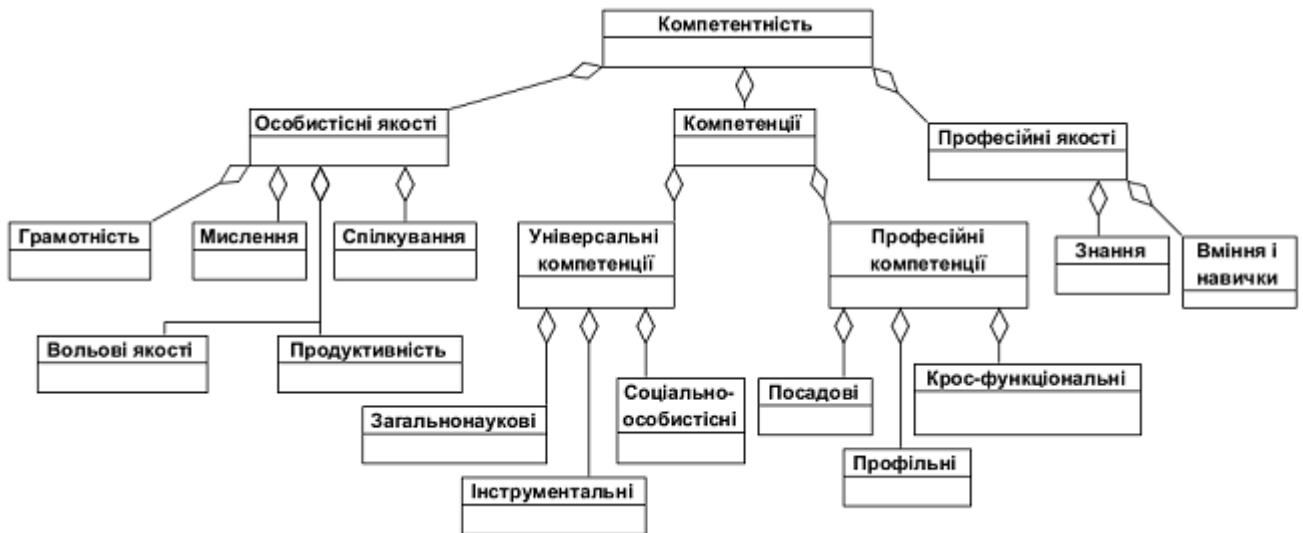 Компетентність
Особистісні якості
Компетенції
Професійні якості
Грамотність
Мислення
Спілкування
Універсальні
компетенції
Професійні
компетенції
Знання
Вміння і
навички
Вольові якості
Продуктивність
Загальнонаукові
Соціально-
особистісні
Посадові
Крос-функціональні
Інструментальні
Профільні